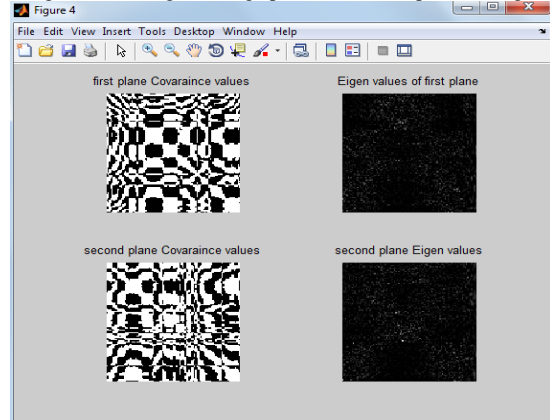 Figure 4
File Edit View Insert Tools Desktop Window Help
first plane Covaraince values
Eigen values of first plane
second plane Covaraince values
second plane Eigen values